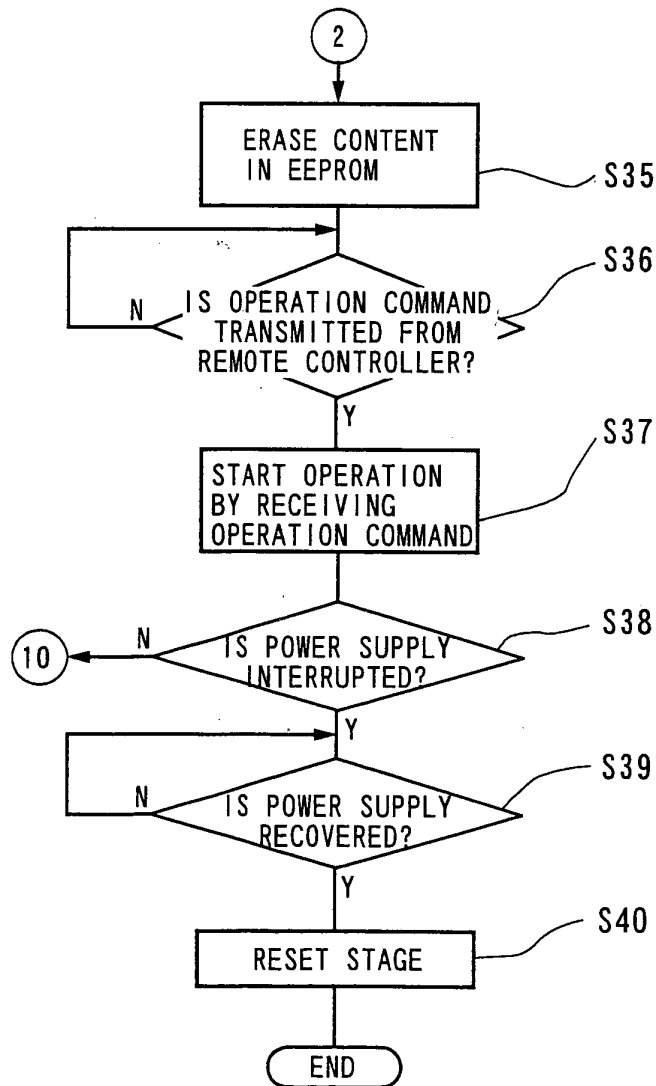 2
ERASE CONTENT
IN EEPROM
S35
S36
N
IS OPERATION COMMAND
TRANSMITTED FROM
REMOTE CONTROLLER?
Y
S37
START OPERATION
BY RECEIVING
OPERATION COMMAND
S38
10
N
IS POWER SUPPLY
INTERRUPTED?
Y
S39
N
IS POWER SUPPLY
RECOVERED?
Y
S40
RESET STAGE
END